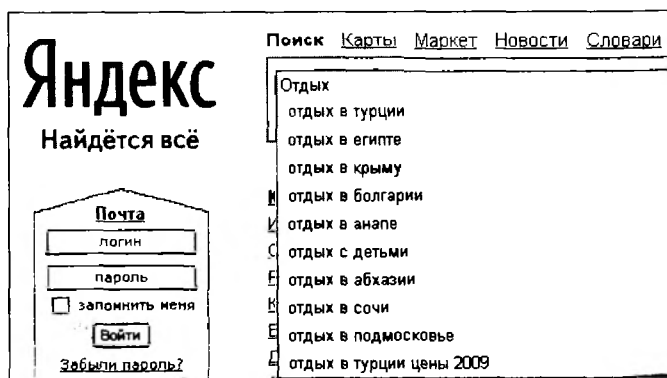 Яндекс
Найдётся всё
Почта
логин
пароль
запомнить меня
Войти
Забыли пароль?
Поиск Карты Маркет Новости Словари
Отдых
отдых в турции
отдых в египте
отдых в крыму
отдых в болгарии
отдых в анапе
отдых с детьми
отдых в абхазии
отдых в сочи
отдых в подмосковье
отдых в турции цены 2009